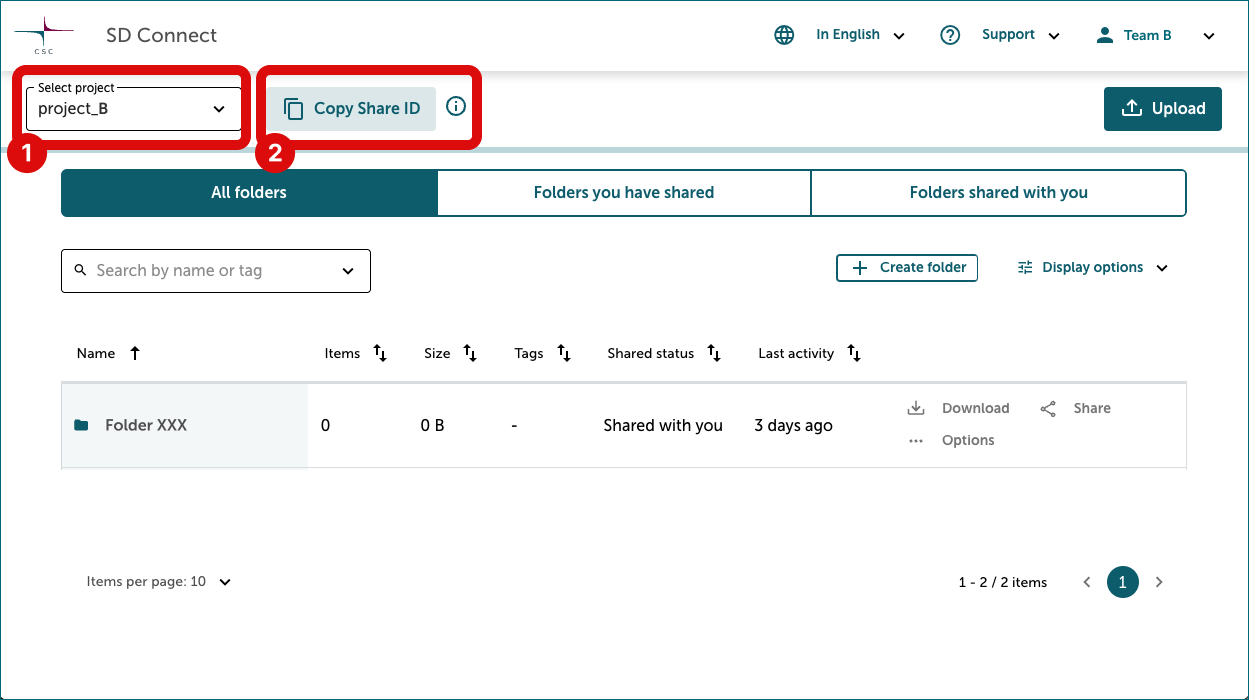 CSC
SD Connect
In English
Support
Team B
Select project
project_B
Copy Share ID
Upload
1
2
All folders
Folders you have shared
Folders shared with you
Search by name or tag
Create folder
Display options
Name
Items
Size
Tags
Shared status
Last activity
Folder XXX
0
0 B
-
Shared with you
3 days ago
Download
Share
Options
Items per page: 10
1 - 2 / 2 items
1